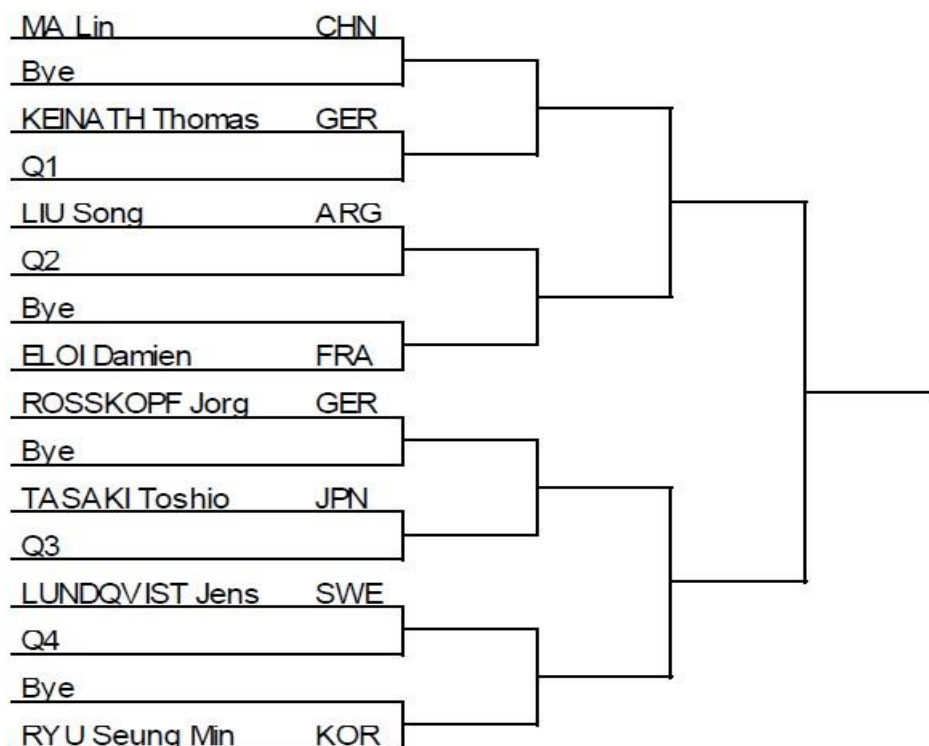 MA Lin CHN
Bye
KEINATH Thomas GER
Q1
LIU Song ARG
Q2
Bye
ELOI Damien FRA
ROSSKOPF Jorg GER
Bye
TASAKI Toshio JPN
Q3
LUNDQVIST Jens SWE
Q4
Bye
RYU Seung Min KOR